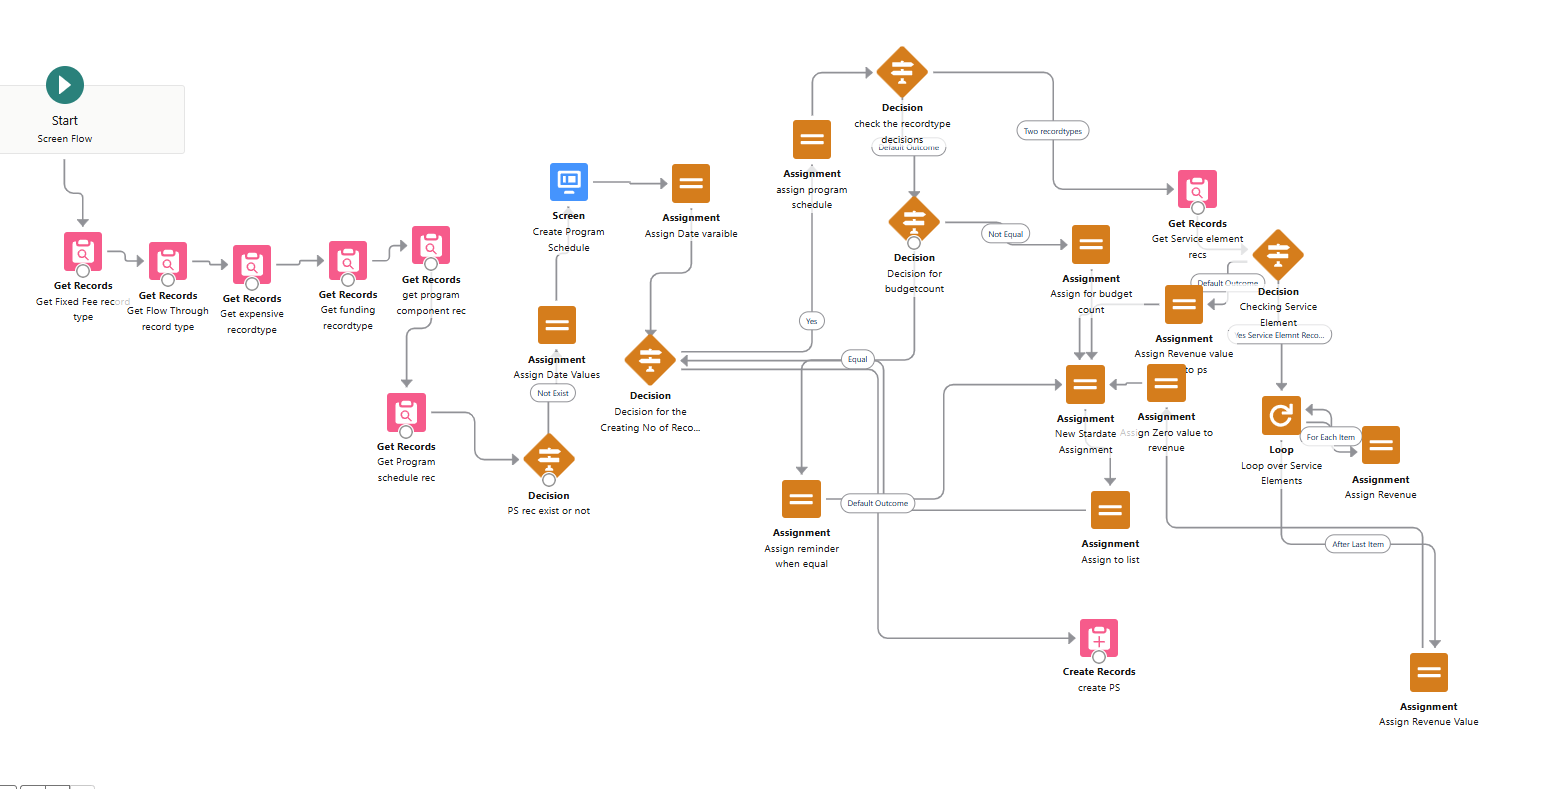 Start
Screen Flow
Get Records
Get Fixed Fee record
type
Get Records
Get Flow Through
record type
Get Records
Get expensive
recordtype
Get Records
Get funding
recordtype
Get Records
get program
component rec
Get Records
Get Program
schedule rec
Decision
PS rec exist or not
Not Exist
Assignment
Assign Date Values
Screen
Create Program
Schedule
Assignment
Assign Date varaible
Decision
Decision for the
Creating No of Reco...
Yes
Assignment
assign program
schedule
Decision
check the recordtype
decisions
Default Outcome
Two recordtypes
Decision
Decision for
budgetcount
Not Equal
Equal
Assignment
Assign for budget
count
Get Records
Get Service element
recs
Decision
Checking Service
Element
Default Outcome
Yes Service Elemnt Reco...
Assignment
Assign Revenue value
to ps
Assignment
New Stardate
Assignment
Assignment
Assign Zero value to
revenue
Loop
Loop over Service
Elements
For Each Item
Assignment
Assign Revenue
After Last Item
Assignment
Assign reminder
when equal
Default Outcome
Assignment
Assign to list
Create Records
create PS
Assignment
Assign Revenue Value